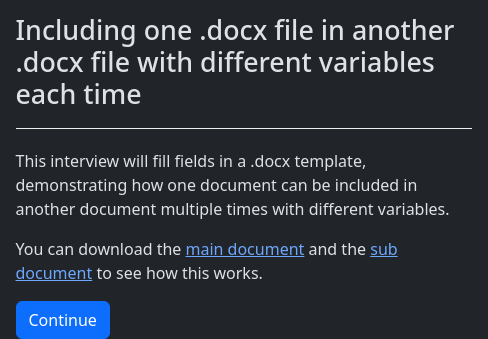 Including one .docx file in another
.docx file with different variables
each time
This interview will fill fields in a .docx template,
demonstrating how one document can be included in
another document multiple times with different variables.
You can download the main document and the sub
document to see how this works.
Continue